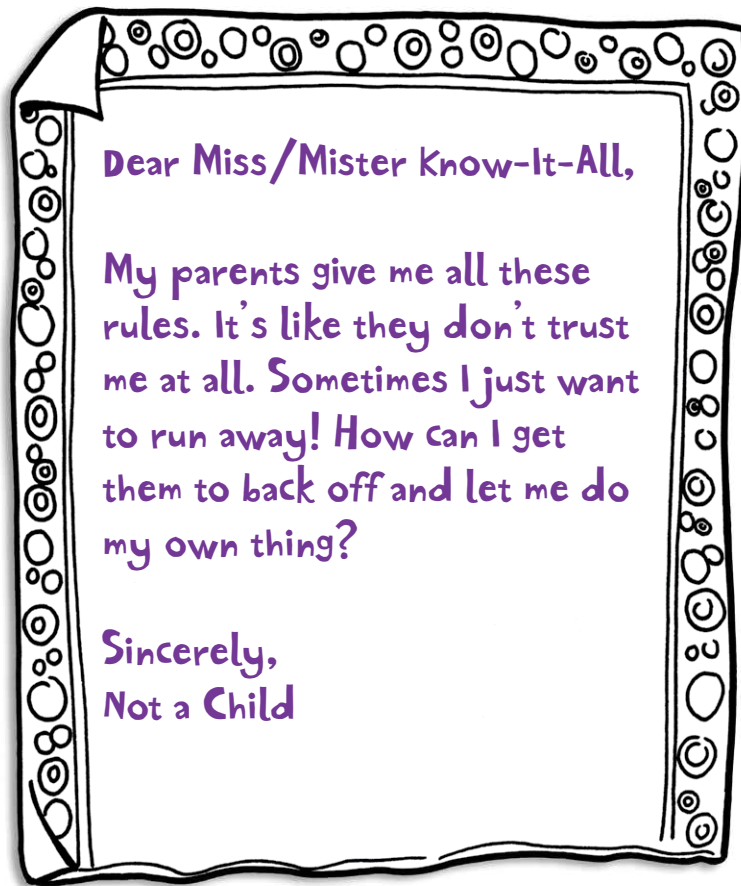 Dear Miss/Mister Know-It-All,
My parents give me all these
rules. It's like they don't trust
me at all. Sometimes I just want
to run away! How can I get
them to back off and let me do
my own thing?
Sincerely,
Not a Child